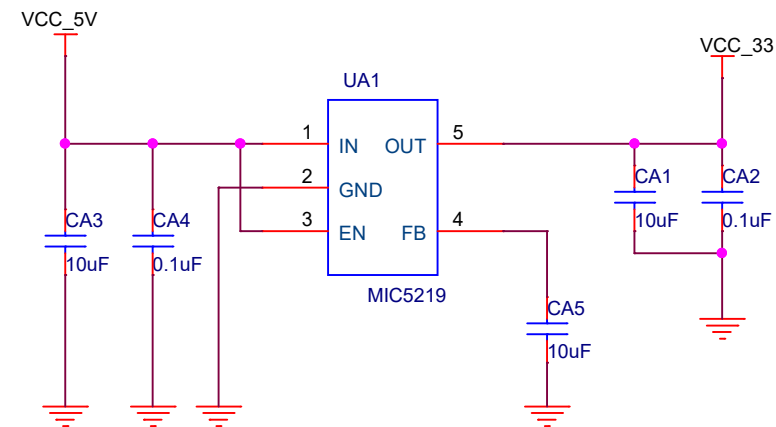 VCC_5V
VCC_33
UA1
1
IN
OUT
5
2
GND
3
EN
FB
4
MIC5219
CA3
10uF
CA4
0.1uF
CA1
10uF
CA2
0.1uF
CA5
10uF